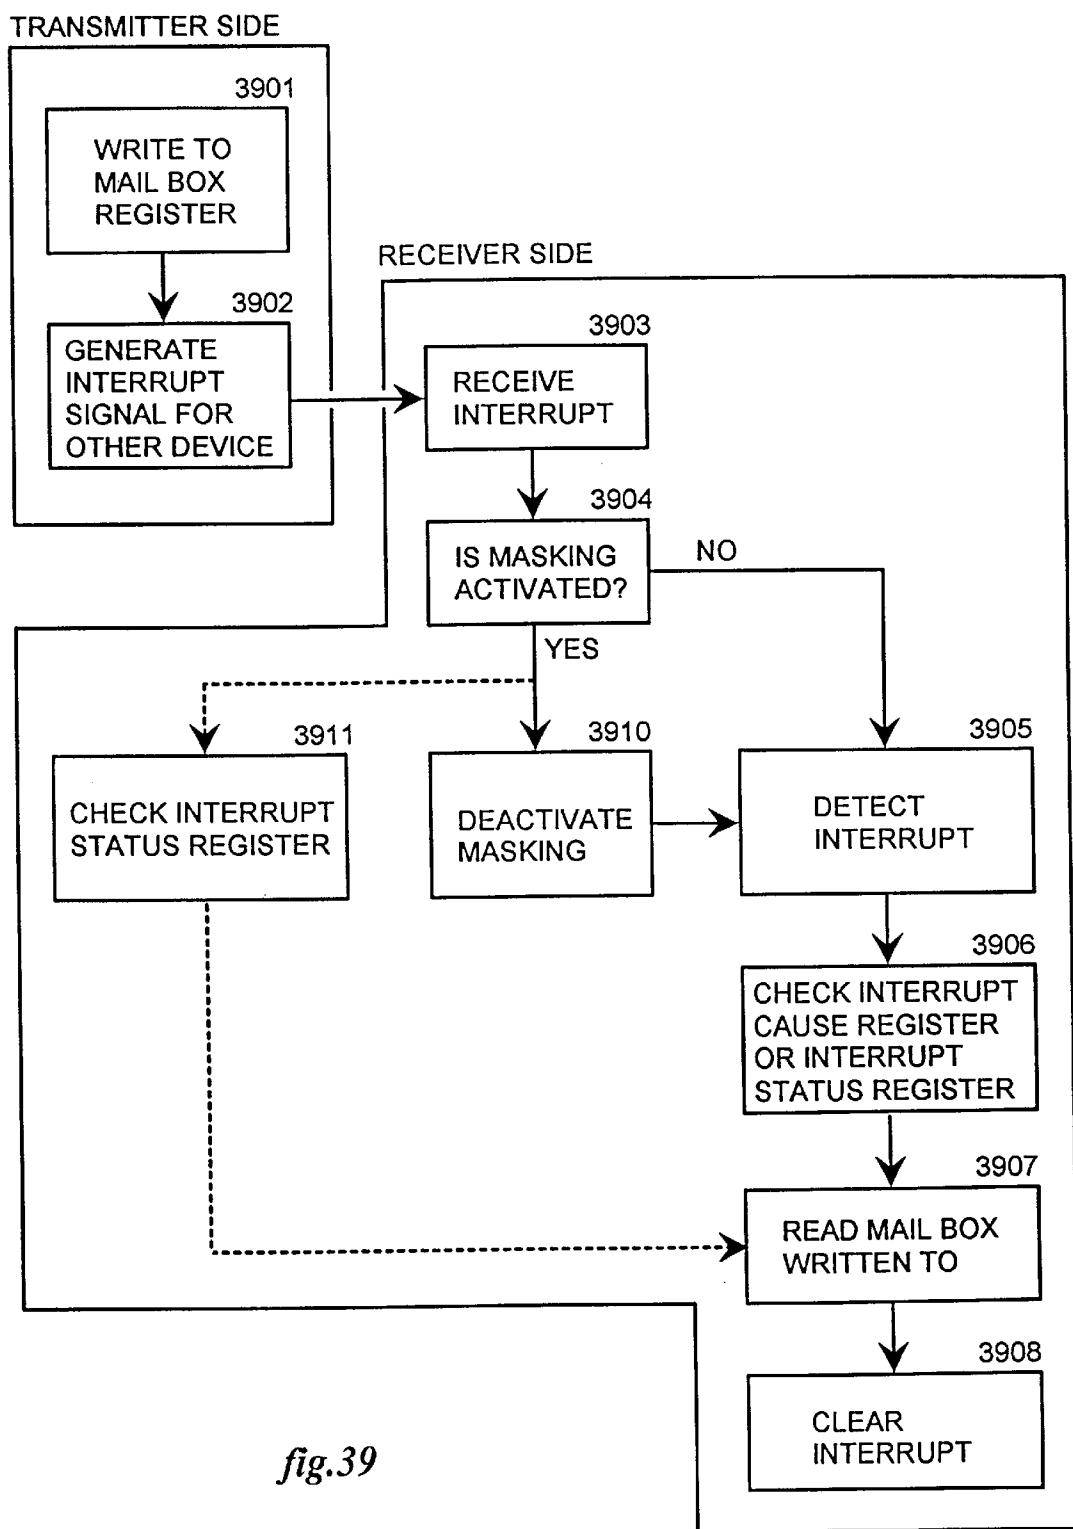 TRANSMITTER SIDE
3901
WRITE TO
MAIL BOX
REGISTER
3902
GENERATE
INTERRUPT
SIGNAL FOR
OTHER DEVICE
RECEIVER SIDE
3903
RECEIVE
INTERRUPT
3904
IS MASKING
ACTIVATED?
NO
YES
3911
CHECK INTERRUPT
STATUS REGISTER
3910
DEACTIVATE
MASKING
3905
DETECT
INTERRUPT
3906
CHECK INTERRUPT
CAUSE REGISTER
OR INTERRUPT
STATUS REGISTER
3907
READ MAIL BOX
WRITTEN TO
3908
CLEAR
INTERRUPT
fig.39